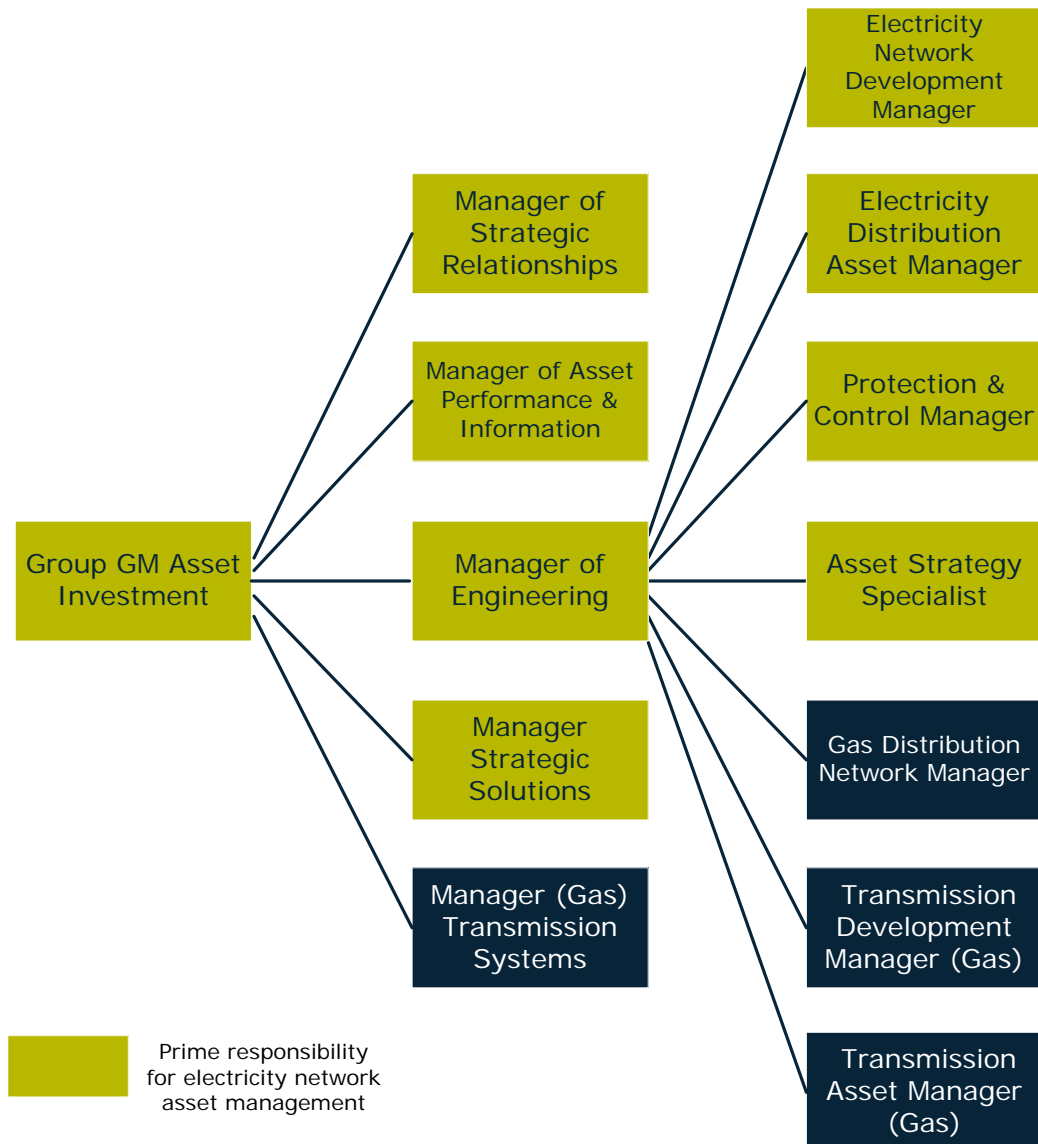 Electricity
Network
Development
Manager
Manager of
Strategic
Relationships
Electricity
Distribution
Asset Manager
Manager of Asset
Performance &
Information
Protection &
Control Manager
Group GM Asset
Investment
Manager of
Engineering
Asset Strategy
Specialist
Manager
Strategic
Solutions
Gas Distribution
Network Manager
Manager (Gas)
Transmission
Systems
Transmission
Development
Manager (Gas)
Prime responsibility
for electricity network
asset management
Transmission
Asset Manager
(Gas)